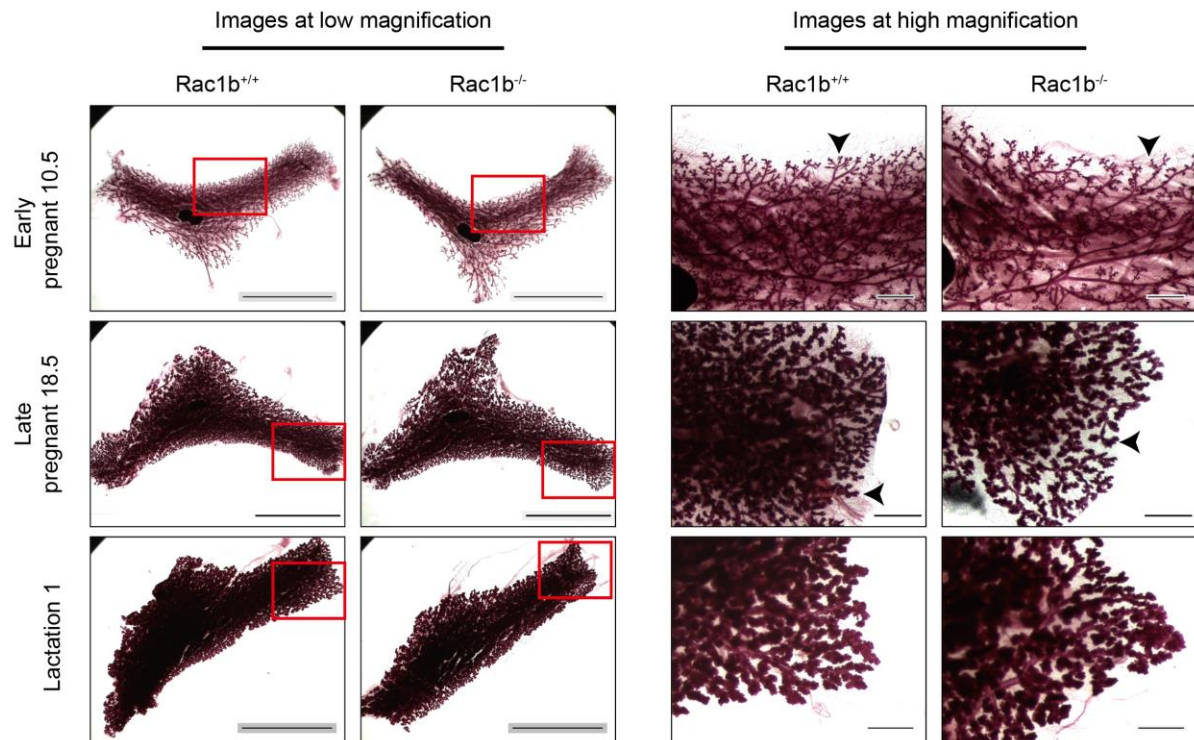 Images at low magnification
Images at high magnification
Rac1b+/+
Rac1b-/-
Rac1b+/+
Rac1b-/-
Early
pregnant 10.5
Late
pregnant 18.5
Lactation 1